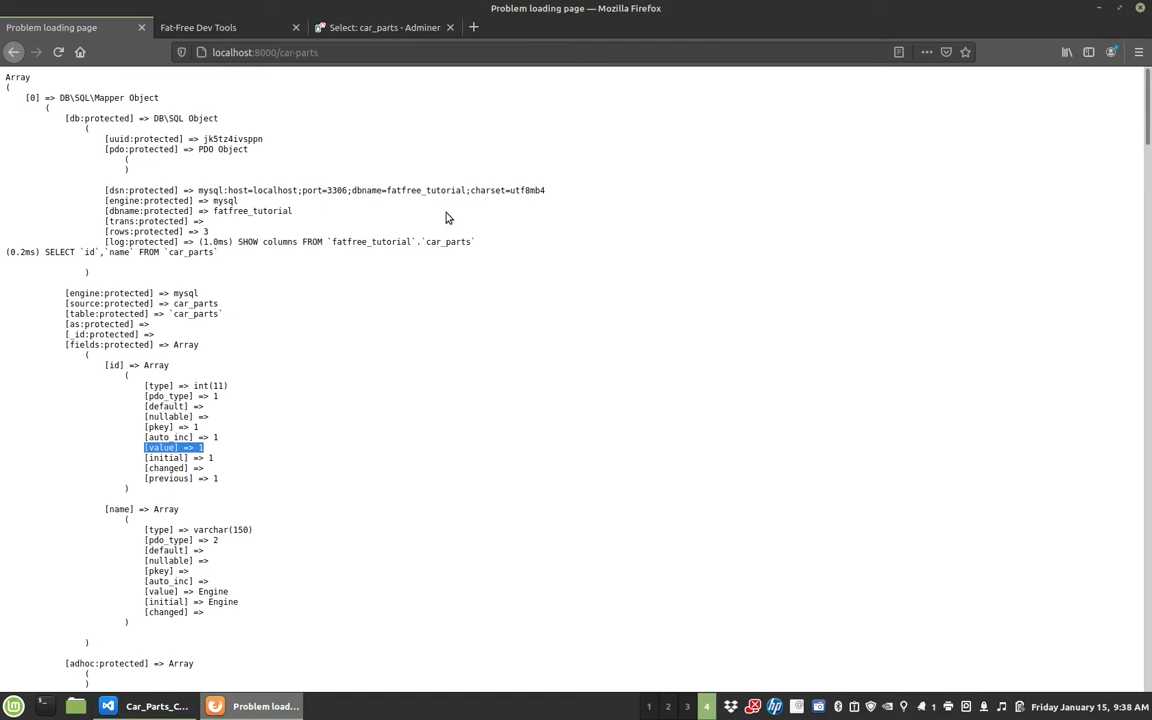 Problem loading page — Mozilla Firefox
Problem loading page
Fat-Free Dev Tools
Select: car_parts - Adminer
localhost:8000/car-parts
Array
(
[0] => DB\SQL\Mapper Object
(
[db:protected] => DB\SQL Object
(
[uuid:protected] => jk5tz4ivsppn
[pdo:protected] => PDO Object
(
)
[dsn:protected] => mysql:host=localhost;port=3306;dbname=fatfree_tutorial;charset=utf8mb4
[engine:protected] => mysql
[dbname:protected] => fatfree_tutorial
[trans:protected] =>
[rows:protected] => 3
[log:protected] => (1.0ms) SHOW columns FROM `fatfree_tutorial`.`car_parts`
(0.2ms) SELECT `id`,`name` FROM `car_parts`
)
[engine:protected] => mysql
[source:protected] => car_parts
[table:protected] => `car_parts`
[as:protected] =>
[_id:protected] =>
[fields:protected] => Array
(
[id] => Array
(
[type] => int(11)
[pdo_type] => 1
[default] =>
[nullable] =>
[pkey] => 1
[auto_inc] => 1
[value] => 1
[initial] => 1
[changed] =>
[previous] => 1
)
[name] => Array
(
[type] => varchar(150)
[pdo_type] => 2
[default] =>
[nullable] =>
[pkey] =>
[auto_inc] =>
[value] => Engine
[initial] => Engine
[changed] =>
)
)
[adhoc:protected] => Array
(
)
Car_Parts_C...
Problem load...
1
2
3
4
1
Friday January 15, 9:38 AM